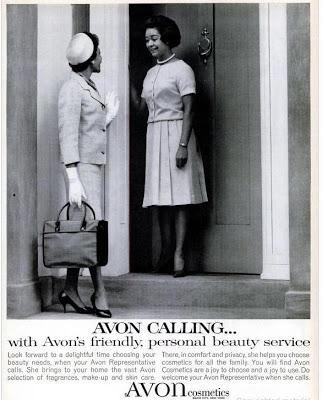 AVON CALLING...
with Avon's friendly, personal beauty service
Look forward to a delightful time choosing your
beauty needs, when your Avon Representative
calls. She brings to your home the vast Avon
selection of fragrances, make-up and skin care.
There, in comfort and privacy, she helps you choose
cosmetics for all the family. You will find Avon
Cosmetics are a joy to choose and a joy to use. Do
welcome your Avon Representative when she calls.
AVON cosmetics